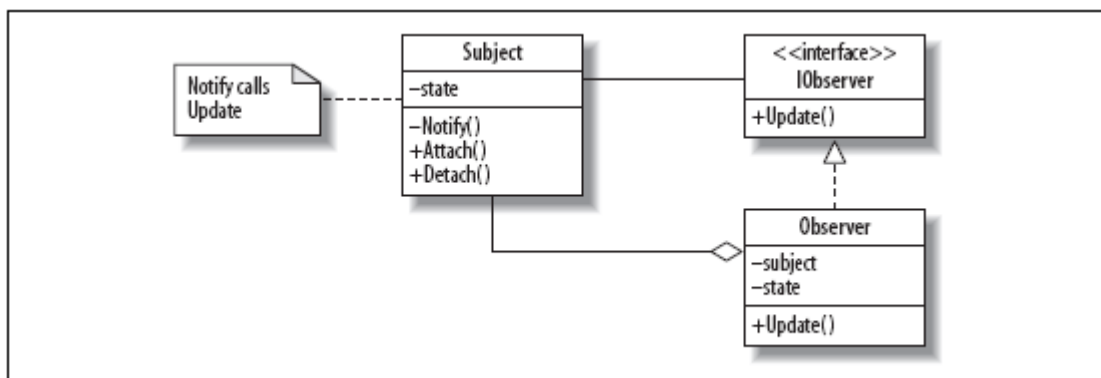 Notify calls
Update
Subject
–state
–Notify()
+Attach()
+Detach()
<<interface>>
IObserver
+Update()
Observer
–subject
–state
+Update()